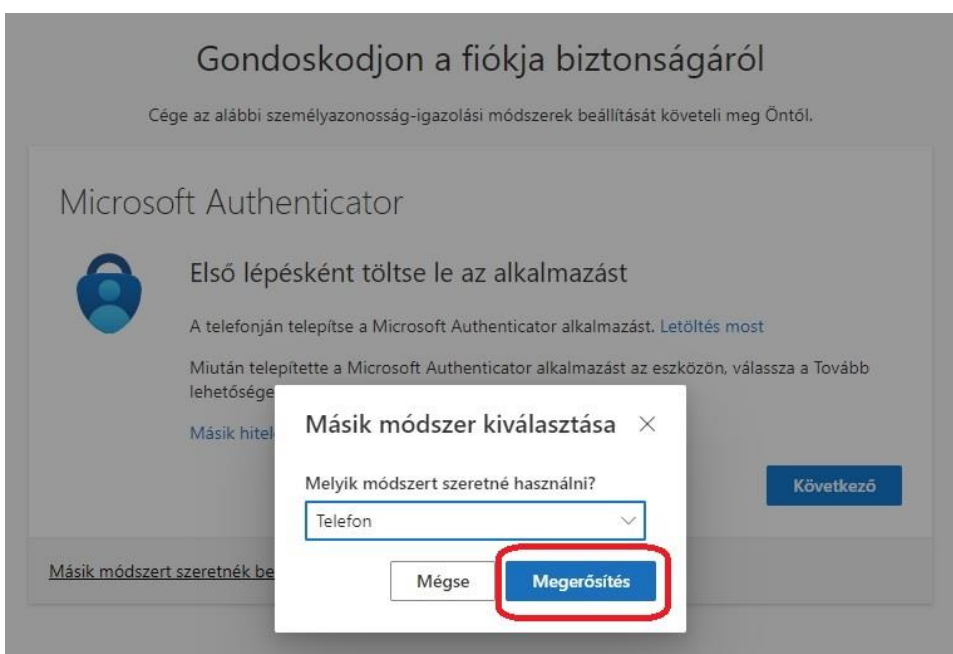 Gondoskodjon a fiókja biztonságáról
Cége az alábbi személyazonosság-igazolási módszerek beállítását követeli meg Öntől.
Microsoft Authenticator
Első lépésként töltse le az alkalmazást
A telefonján telepítse a Microsoft Authenticator alkalmazást. Letöltés most
Miután telepítette a Microsoft Authenticator alkalmazást az eszközön, válassza a Tovább
lehetősége
Másik hitel
Másik módszer kiválasztása
Melyik módszert szeretné használni?
Telefon
Következő
Másik módszert szeretnék be
Mégse
Megerősítés